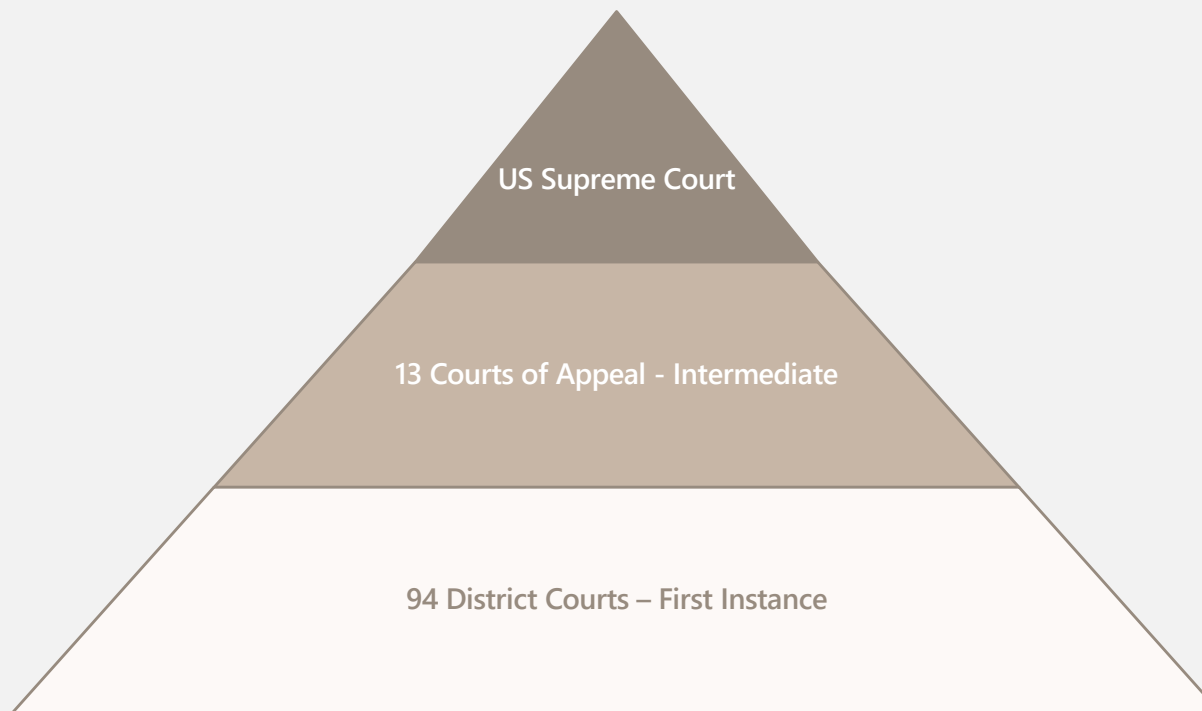 US Supreme Court
13 Courts of Appeal - Intermediate
94 District Courts – First Instance